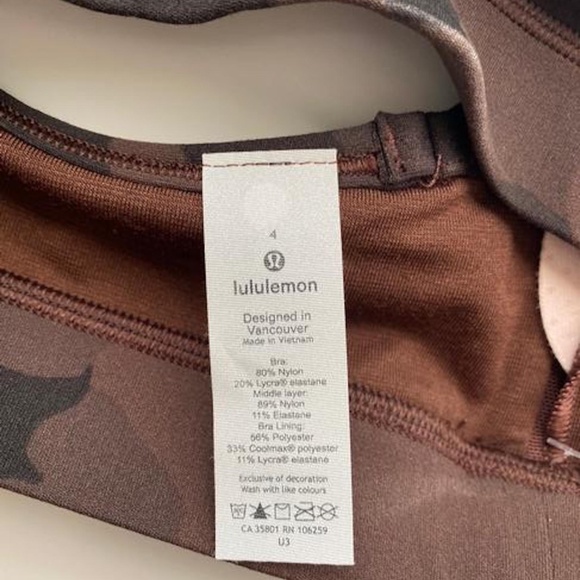 4
lululemon
Designed in
Vancouver
Made in Vietnam
Bra:
80% Nylon
20% Lycra® elastane
Middle layer:
89% Nylon
11% Elastane
Bra Lining:
56% Polyester
33% Coolmax® polyester
11% Lycra® elastane
Exclusive of decoration
Wash with like colours
CA 35801 RN 106259
U3